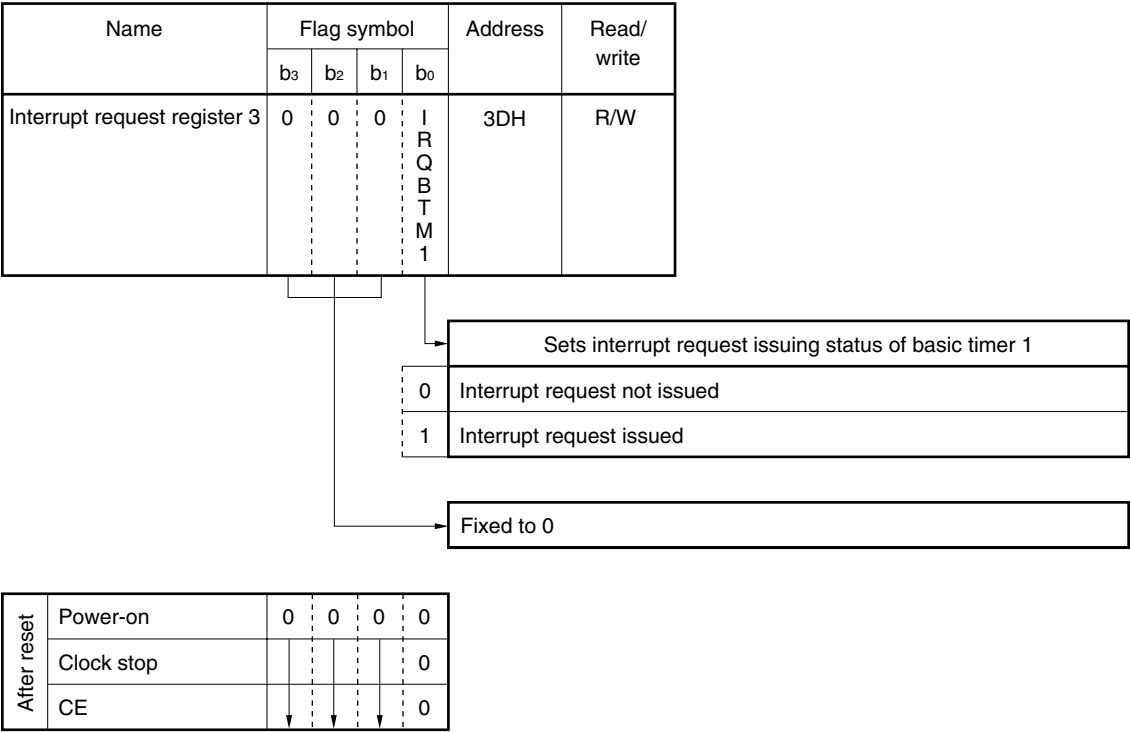 Name Flag symbol Address Read/
write
b3 b2 b1 b0
Interrupt request register 3 0 0 0 I 3DH R/W
R
Q
B
T
M
1
Sets interrupt request issuing status of basic timer 1
0 Interrupt request not issued
1 Interrupt request issued
Fixed to 0
After reset
Power-on 0 0 0 0
Clock stop 0
CE 0